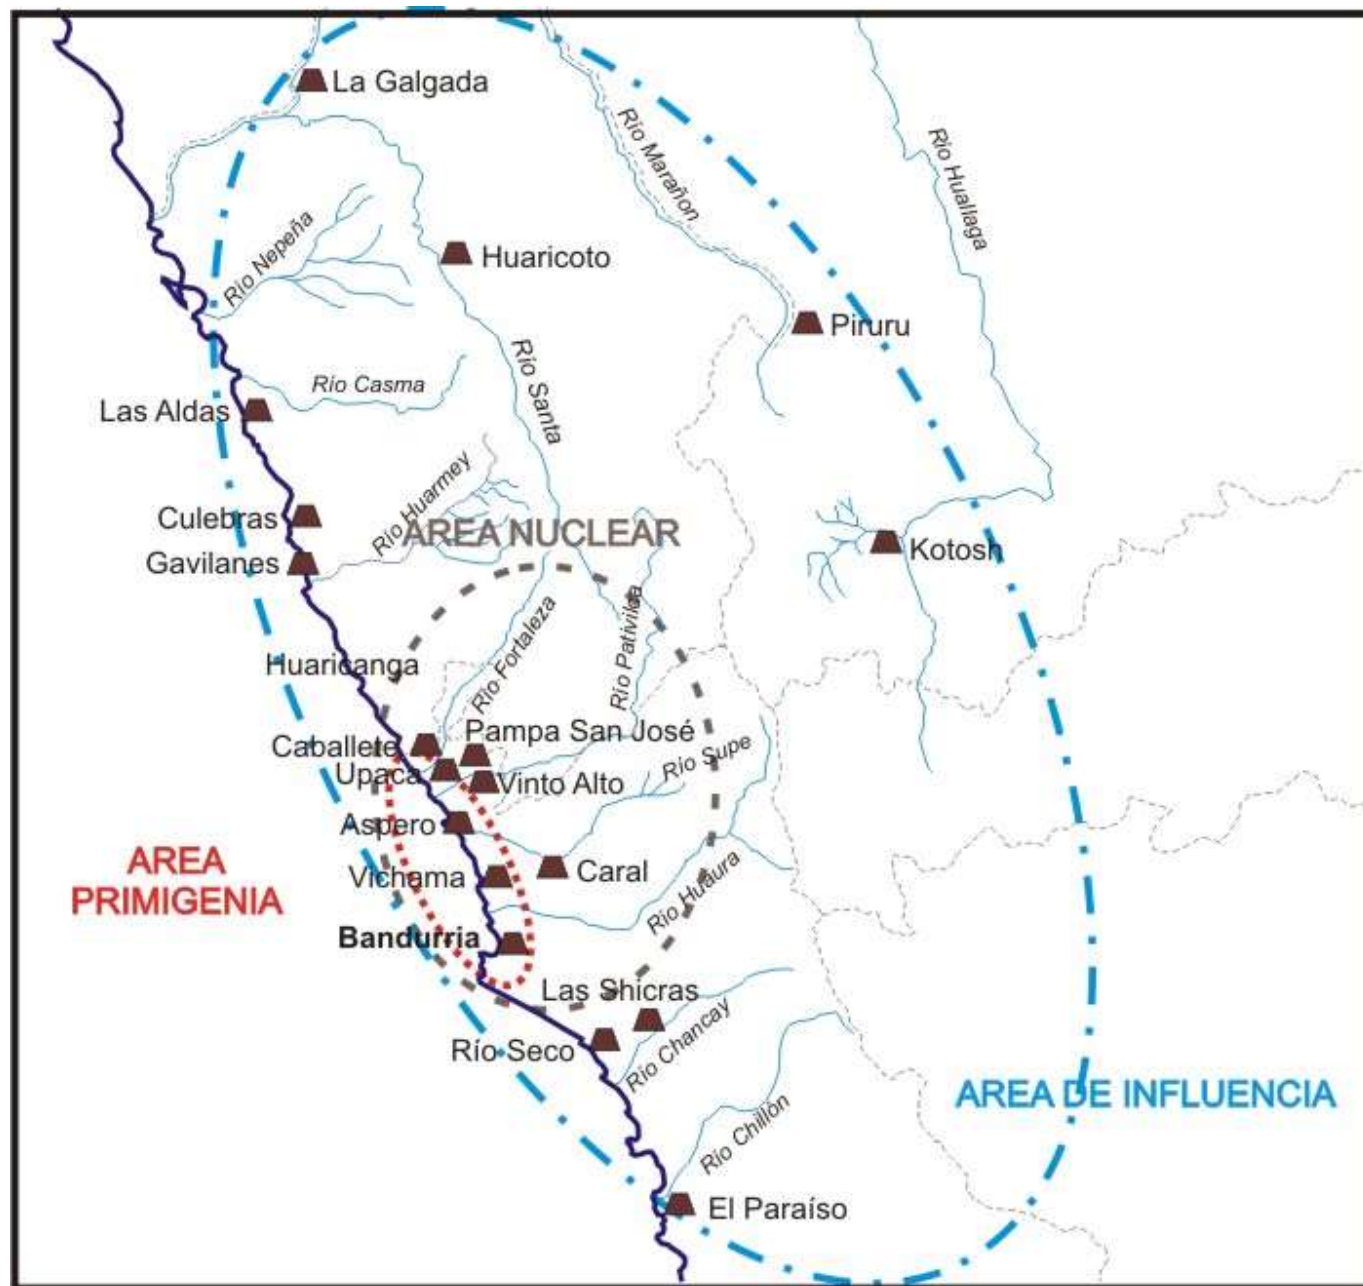 La Galgada
Río Marañon
Río Huallaga
Río Nepeña
Huaricoto
Piruru
Río Santa
Río Casma
Las Aldas
Río Huarmey
Culebras
AREA NUCLEAR
Gavilanes
Kotosh
Río Fortaleza
Río Pativilca
Huaricanga
Pampa San José
Caballete
Río Supe
Upaca
Vinto Alto
Aspero
AREA
PRIMIGENIA
Caral
Vichama
Río Huaura
Bandurria
Las Shicras
Río Seco
Río Chancay
AREA DE INFLUENCIA
Río Chillòn
El Paraíso